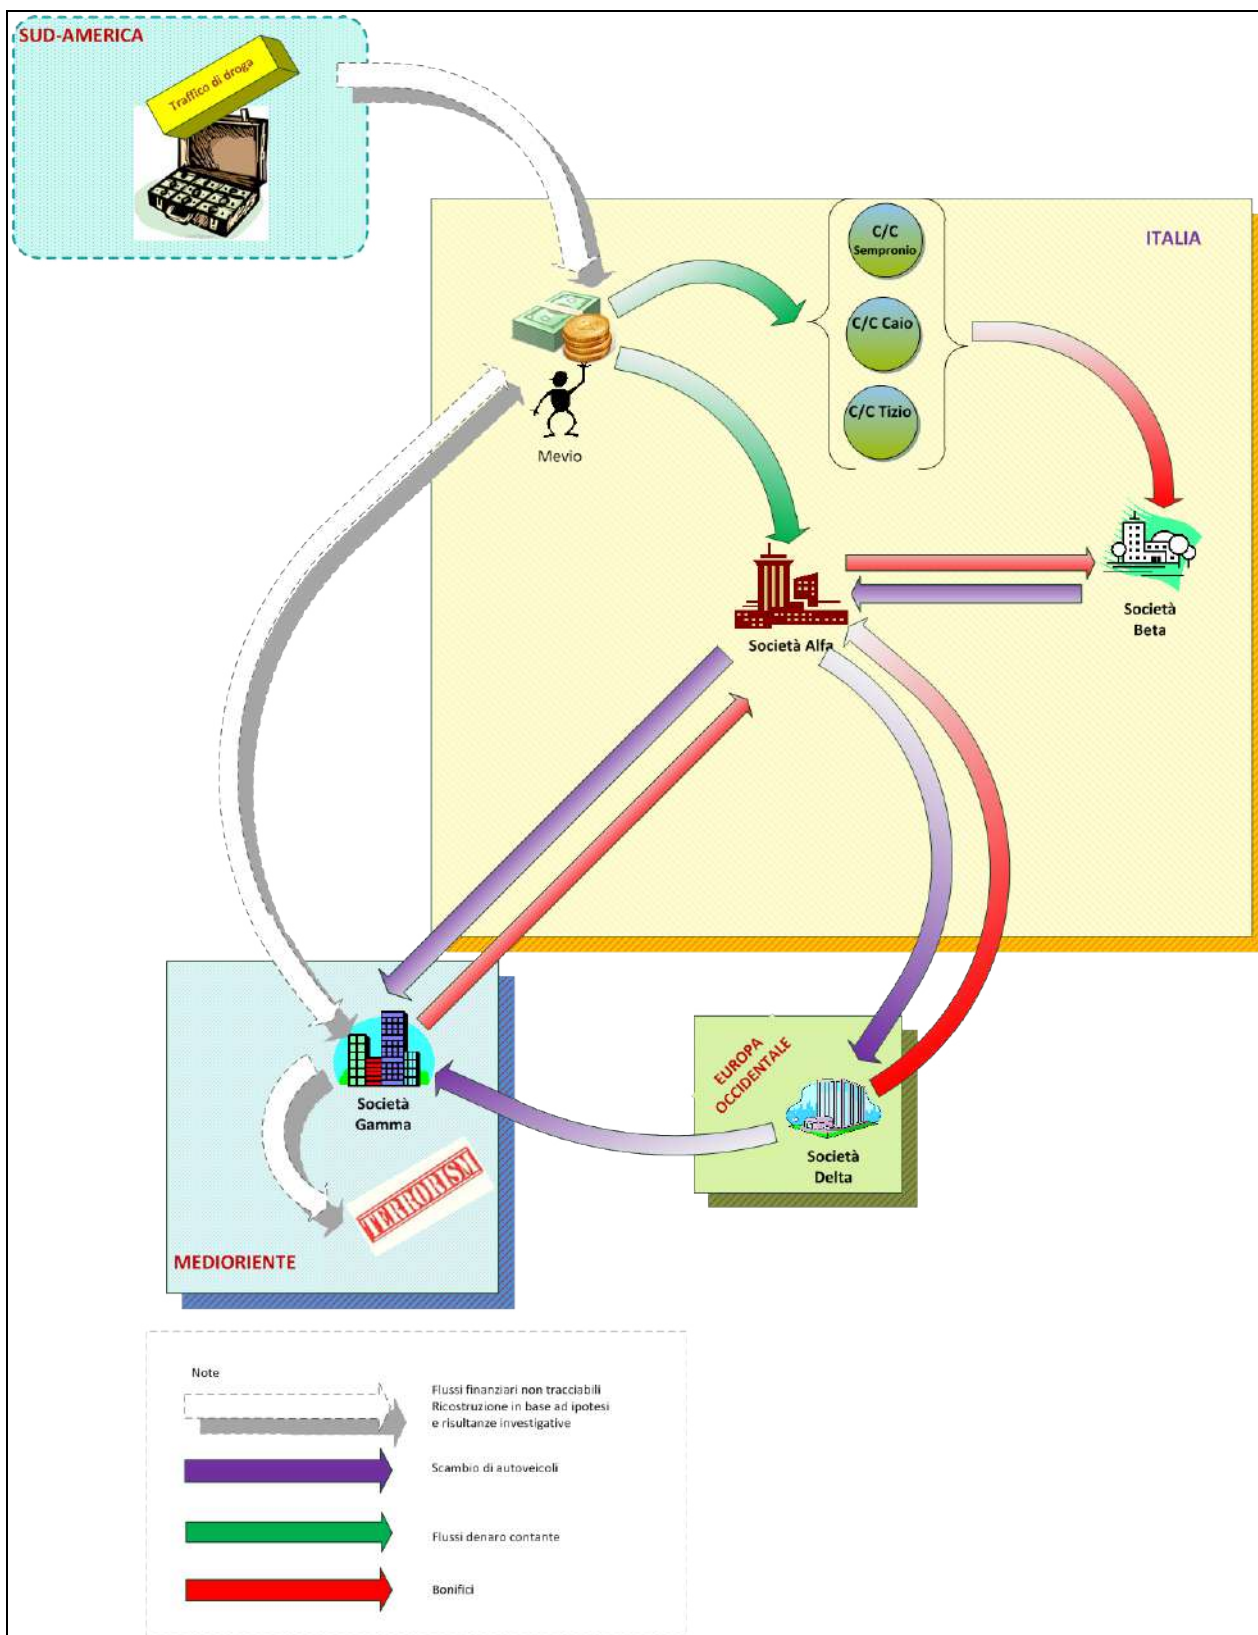 SUD-AMERICA
Traffico di droga
ITALIA
C/C
Sempronio
C/C Caio
C/C Tizio
Mevio
Società
Beta
Società Alfa
EUROPA
OCCIDENTALE
Società
Gamma
Società
Delta
TERRORISM
MEDIORIENTE
Note
Flussi finanziari non tracciabili
Ricostruzione in base ad ipotesi
e risultanze investigative
Scambio di autoveicoli
Flussi denaro contante
Bonifici